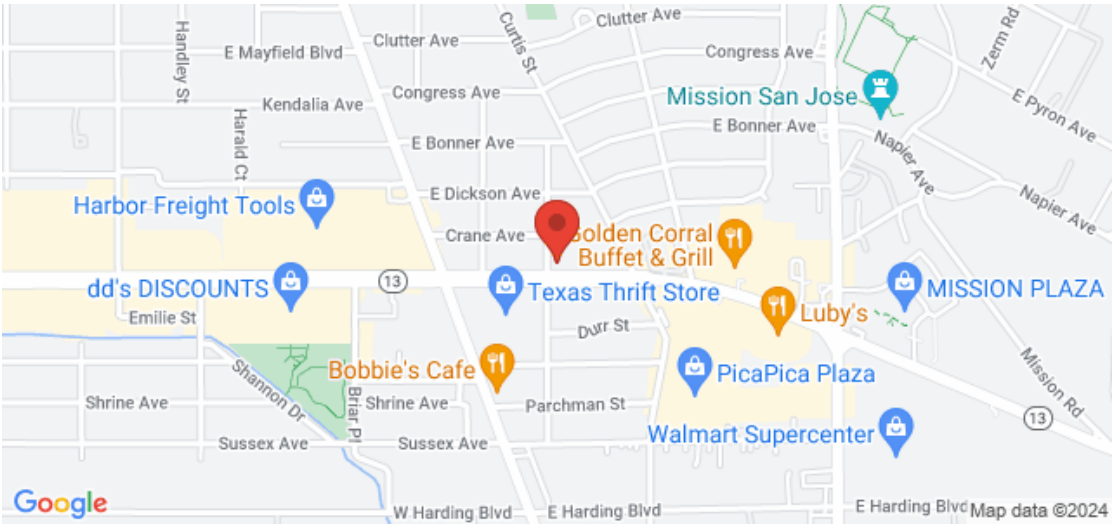 Clutter Ave
Curtis St
Clutter Ave
Handley St
E Mayfield Blvd
Congress Ave
Zerm Rd
Kendalia Ave
Congress Ave
Mission San Jose
E Pyron Ave
Harald Ct
E Bonner Ave
E Bonner Ave
Napier Ave
Napier Ave
E Dickson Ave
Harbor Freight Tools
Crane Ave
Golden Corral
Buffet & Grill
13
dd's DISCOUNTS
Texas Thrift Store
MISSION PLAZA
Emilie St
Durr St
Luby's
Bobbie's Cafe
PicaPica Plaza
Mission Rd
Shannon Dr
Briar Pl
Shrine Ave
Shrine Ave
Parchman St
13
Sussex Ave
Sussex Ave
Walmart Supercenter
Google
W Harding Blvd
E Harding Blvd
E Harding Blvd
Map data ©2024